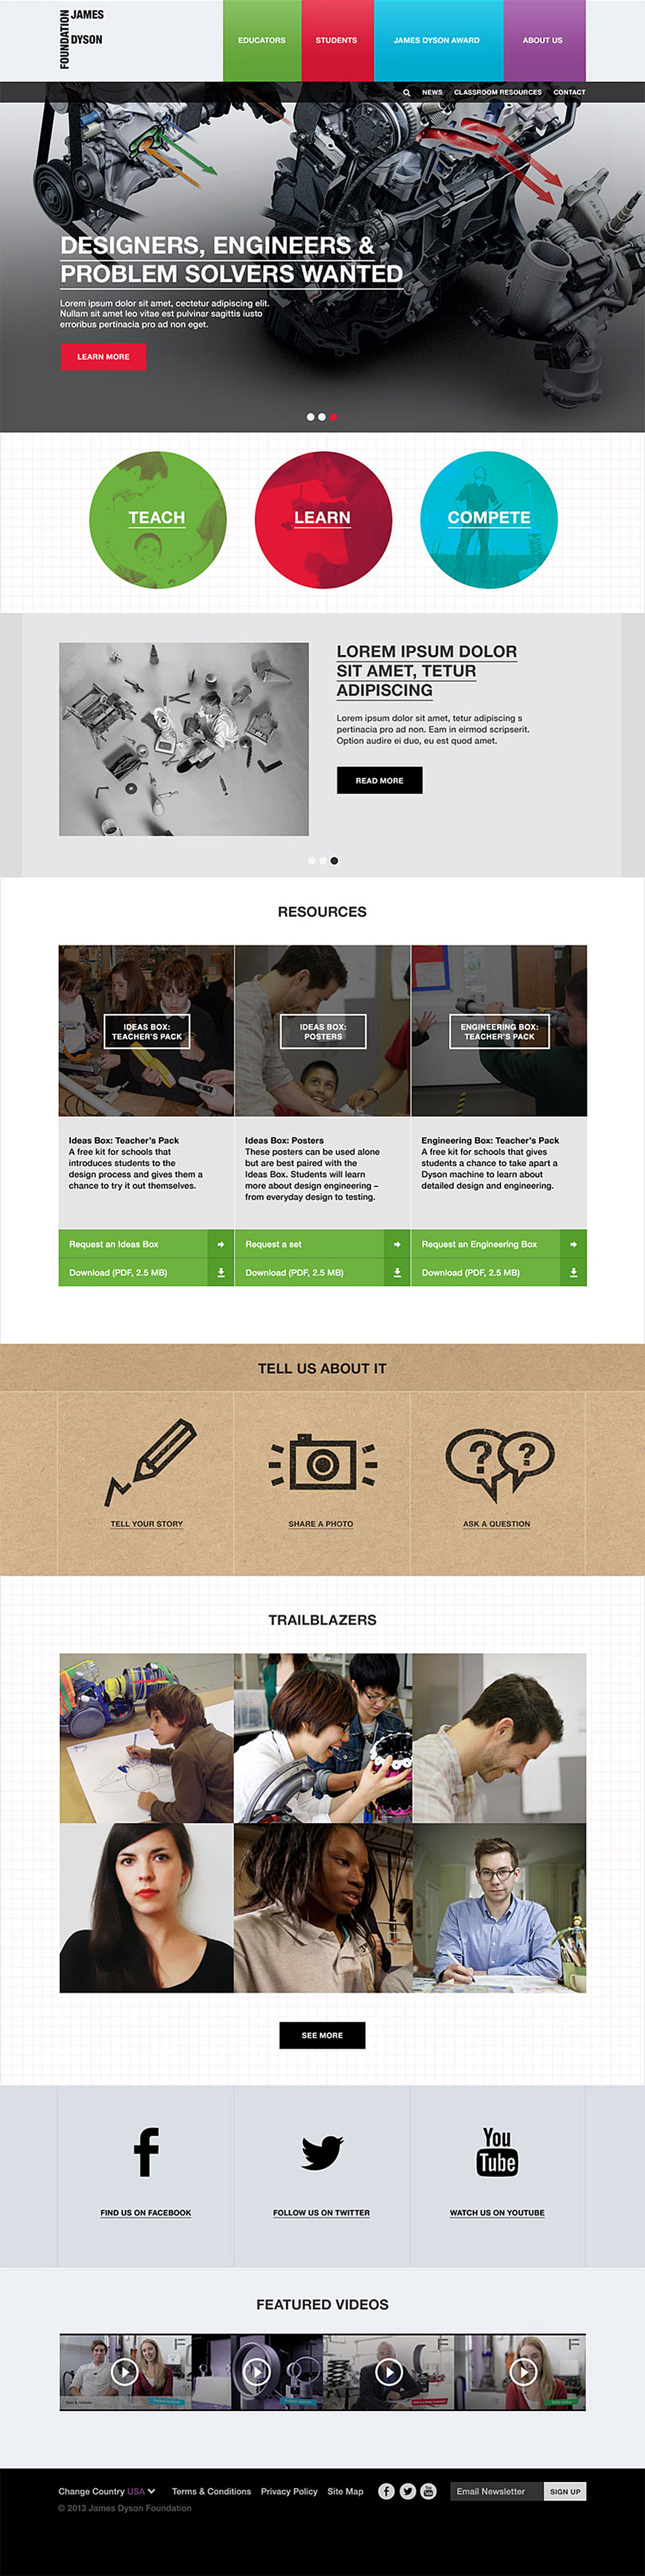 FOUNDATION
JAMES
DYSON
EDUCATORS
STUDENTS
JAMES DYSON AWARD
ABOUT US
NEWS
CLASSROOM RESOURCES
CONTACT
DESIGNERS, ENGINEERS &
PROBLEM SOLVERS WANTED
Lorem ipsum dolor sit amet, cectetur adipiscing elit.
Nullam sit amet leo vitae est pulvinar sagittis iusto
erroribus pertinacia pro ad non eget.
LEARN MORE
TEACH
LEARN
COMPETE
LOREM IPSUM DOLOR
SIT AMET, TETUR
ADIPISCING
Lorem ipsum dolor sit amet, tetur adipiscing s
pertinacia pro ad non. Eam in eirmod scripserit.
Option audire ei duo, eu est quod amet.
READ MORE
RESOURCES
IDEAS BOX:
TEACHER'S PACK
IDEAS BOX:
POSTERS
ENGINEERING BOX:
TEACHER'S PACK
Ideas Box: Teacher's Pack
A free kit for schools that
introduces students to the
design process and gives them a
chance to try it out themselves.
Ideas Box: Posters
These posters can be used alone
but are best paired with the
Ideas Box. Students will learn
more about design engineering –
from everyday design to testing.
Engineering Box: Teacher's Pack
A free kit for schools that gives
students a chance to take apart a
Dyson machine to learn about
detailed design and engineering.
Request an Ideas Box
Request a set
Request an Engineering Box
Download (PDF, 2.5 MB)
Download (PDF, 2.5 MB)
Download (PDF, 2.5 MB)
TELL US ABOUT IT
? ?
TELL YOUR STORY
SHARE A PHOTO
ASK A QUESTION
TRAILBLAZERS
SEE MORE
You
Tube
FIND US ON FACEBOOK
FOLLOW US ON TWITTER
WATCH US ON YOUTUBE
FEATURED VIDEOS
Change Country USA
Terms & Conditions
Privacy Policy
Site Map
Email Newsletter
SIGN UP
© 2013 James Dyson Foundation